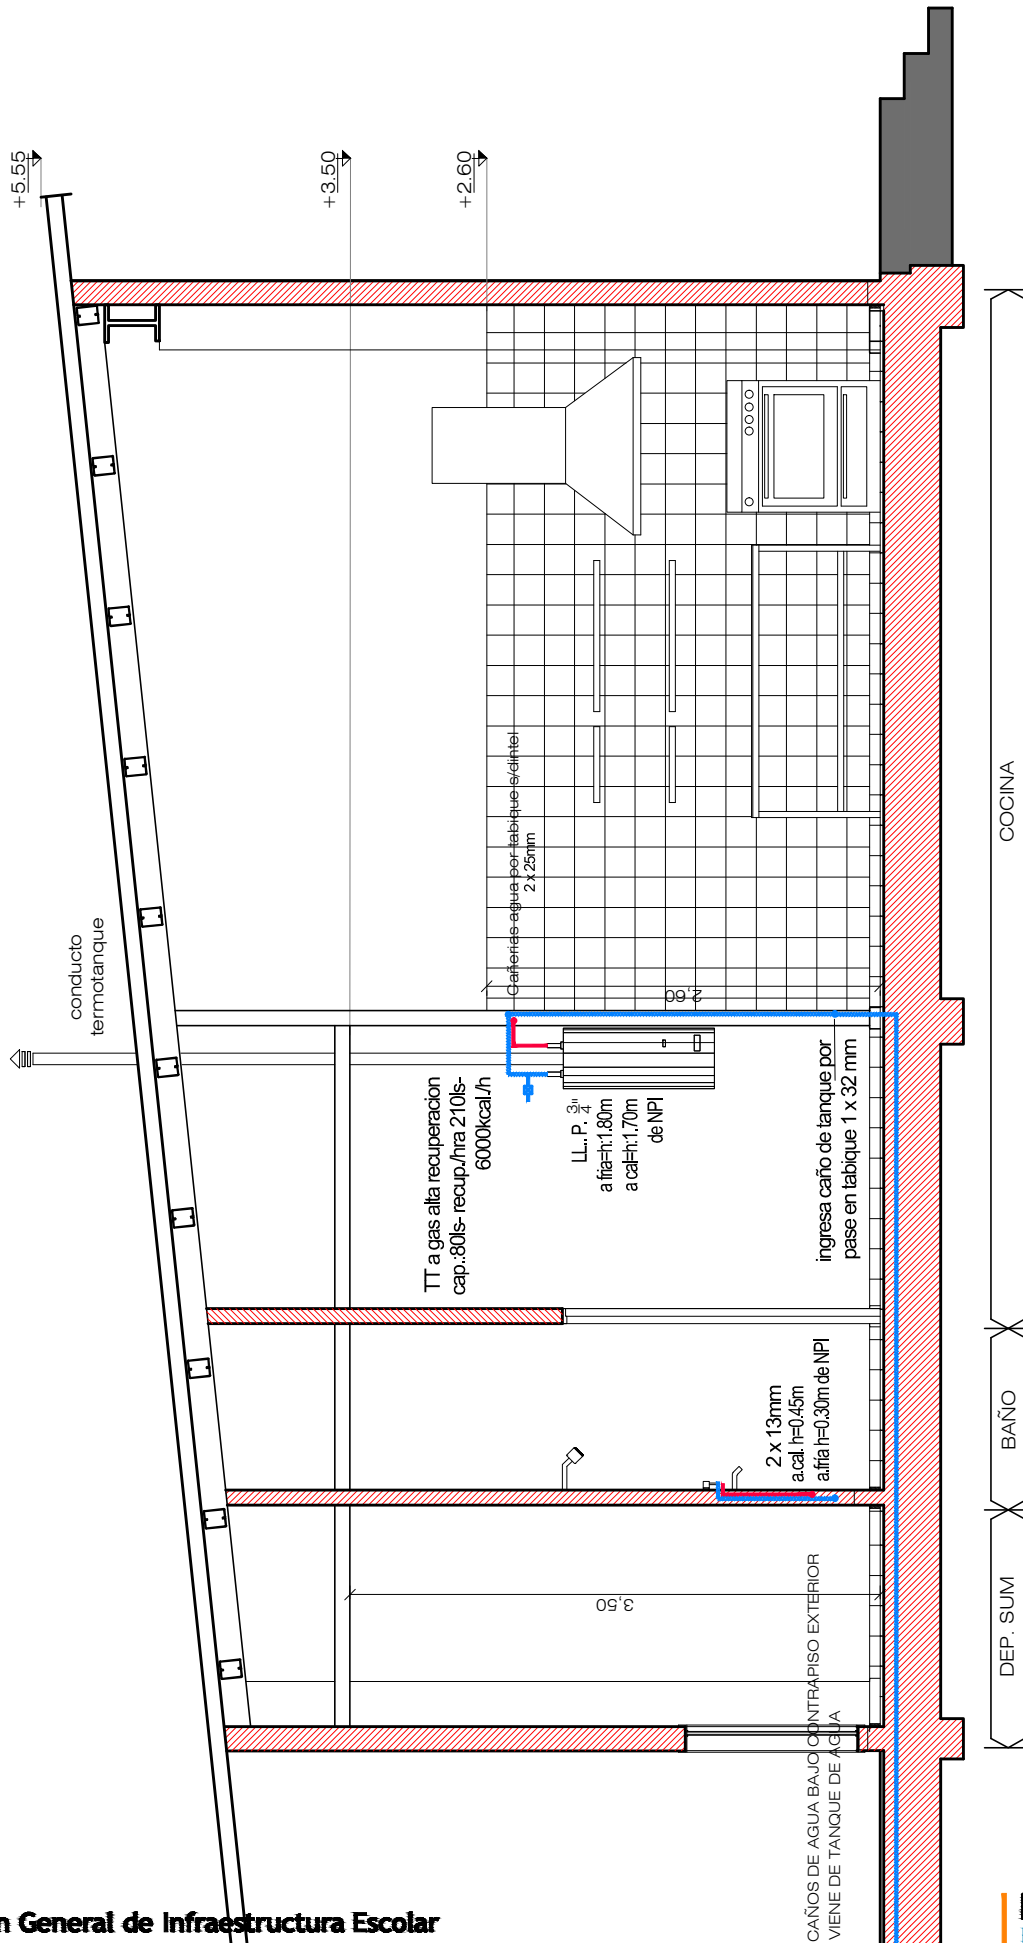 +5.55
+3.50
+2.60
conducto
termotanque
Cañerias agua por tabique s/dintel
2 x 25mm
2,60
TT a gas alta recuperacion
cap.:80ls- recup./hra 210ls-
6000kcal/h
LL. P. 3"/4
a fria=h:1.80m
a cal=h:1.70m
de NPI
ingresa caño de tanque por
pase en tabique 1 x 32 mm
2 x 13mm
a.cal. h=0.45m
a.fria h=0.30m de NPI
3,50
CAÑOS DE AGUA BAJO CONTRAPISO EXTERIOR
VIENE DE TANQUE DE AGUA
COCINA
BAÑO
DEP. SUM
n General de Infraestructura Escolar